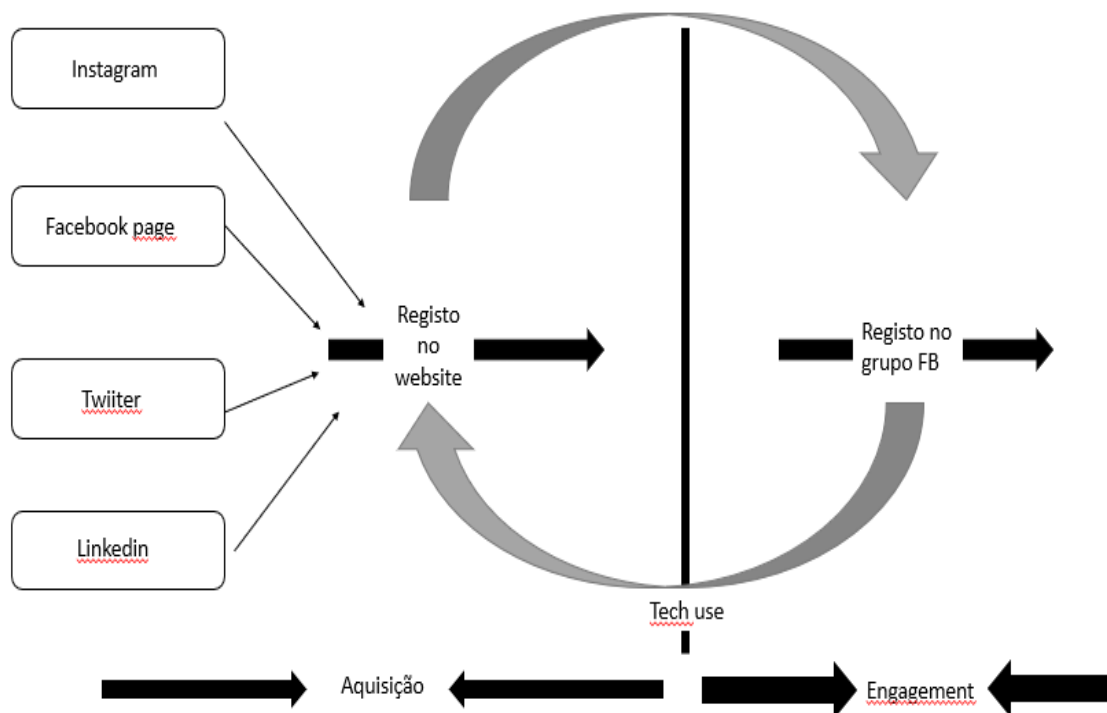 Instagram
Facebook page
Twiiter
Linkedin
Registo
no
website
Registo no
grupo FB
Tech use
Aquisição
Engagement